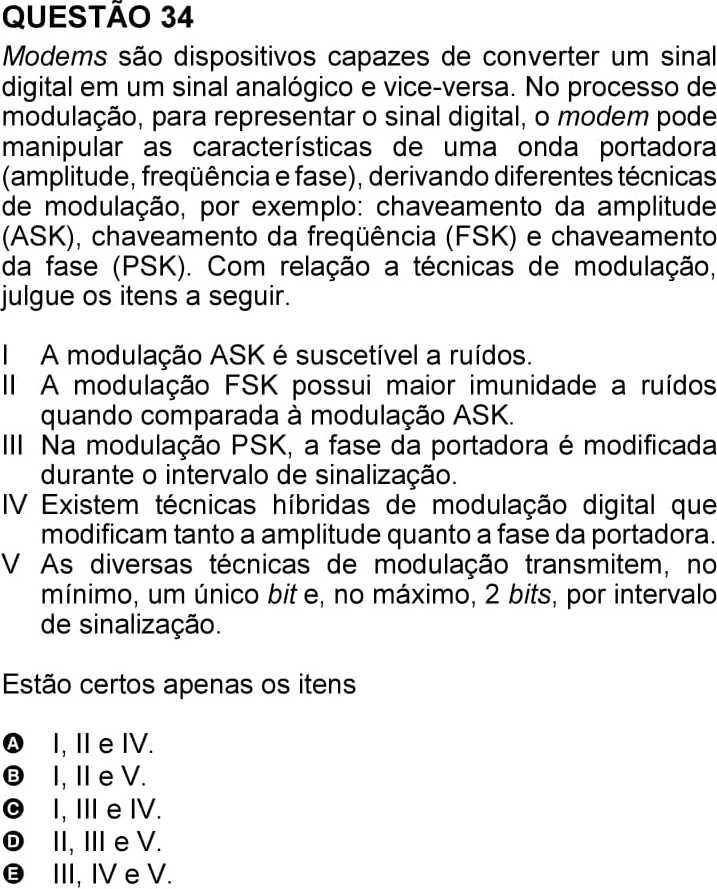 QUESTÃO 34
Modems são dispositivos capazes de converter um sinal
digital em um sinal analógico e vice-versa. No processo de
modulação, para representar o sinal digital, o modem pode
manipular as características de uma onda portadora
(amplitude, freqüência e fase), derivando diferentes técnicas
de modulação, por exemplo: chaveamento da amplitude
(ASK), chaveamento da freqüência (FSK) e chaveamento
da fase (PSK). Com relação a técnicas de modulação,
julgue os itens a seguir.
I A modulação ASK é suscetível a ruídos.
II A modulação FSK possui maior imunidade a ruídos
quando comparada à modulação ASK.
III Na modulação PSK, a fase da portadora é modificada
durante o intervalo de sinalização.
IV Existem técnicas híbridas de modulação digital que
modificam tanto a amplitude quanto a fase da portadora.
V As diversas técnicas de modulação transmitem, no
mínimo, um único bit e, no máximo, 2 bits, por intervalo
de sinalização.
Estão certos apenas os itens
A I, II e IV.
B I, II e V.
C I, III e IV.
D II, III e V.
E III, IV e V.